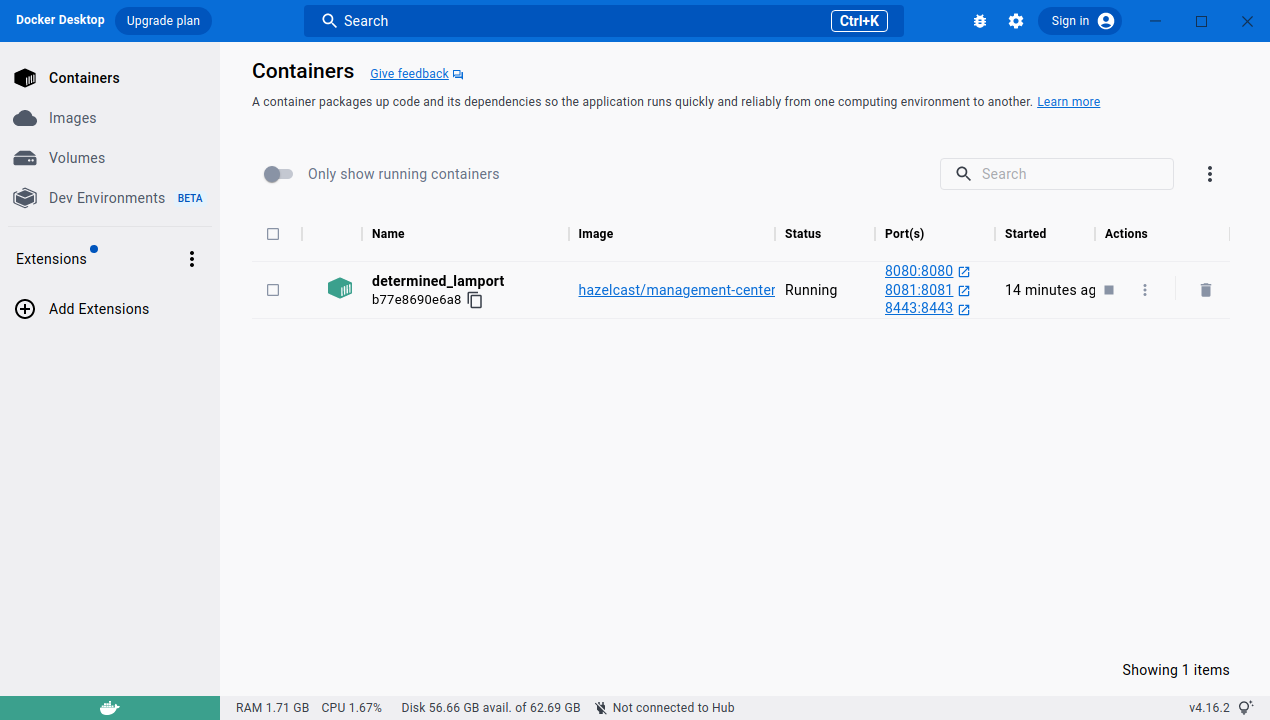 Docker Desktop
Upgrade plan
Search
Ctrl+K
Sign in
Containers
Images
Volumes
Dev Environments BETA
Extensions
Add Extensions
Containers Give feedback
A container packages up code and its dependencies so the application runs quickly and reliably from one computing environment to another. Learn more
Only show running containers
Search
Name Image Status Port(s) Started Actions
determined_lamport
b77e8690e6a8
hazelcast/management-center
Running
8080:8080
8081:8081
8443:8443
14 minutes ag
Showing 1 items
RAM 1.71 GB CPU 1.67% Disk 56.66 GB avail. of 62.69 GB Not connected to Hub v4.16.2